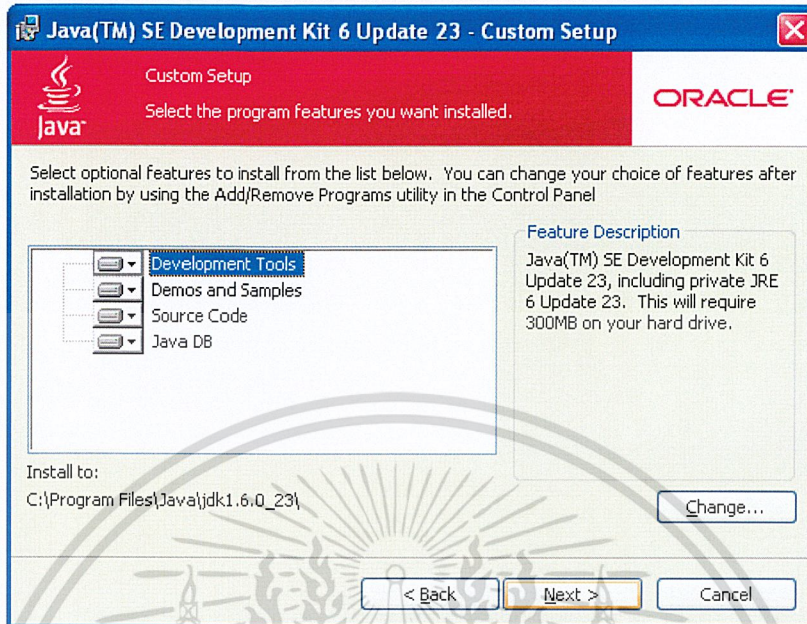 Java(TM) SE Development Kit 6 Update 23 - Custom Setup
Java™
Custom Setup
Select the program features you want installed.
ORACLE®
Select optional features to install from the list below. You can change your choice of features after
installation by using the Add/Remove Programs utility in the Control Panel
Development Tools
Demos and Samples
Source Code
Java DB
Feature Description
Java(TM) SE Development Kit 6
Update 23, including private JRE
6 Update 23. This will require
300MB on your hard drive.
Install to:
C:\Program Files\Java\jdk1.6.0_23\
Change...
< Back
Next >
Cancel